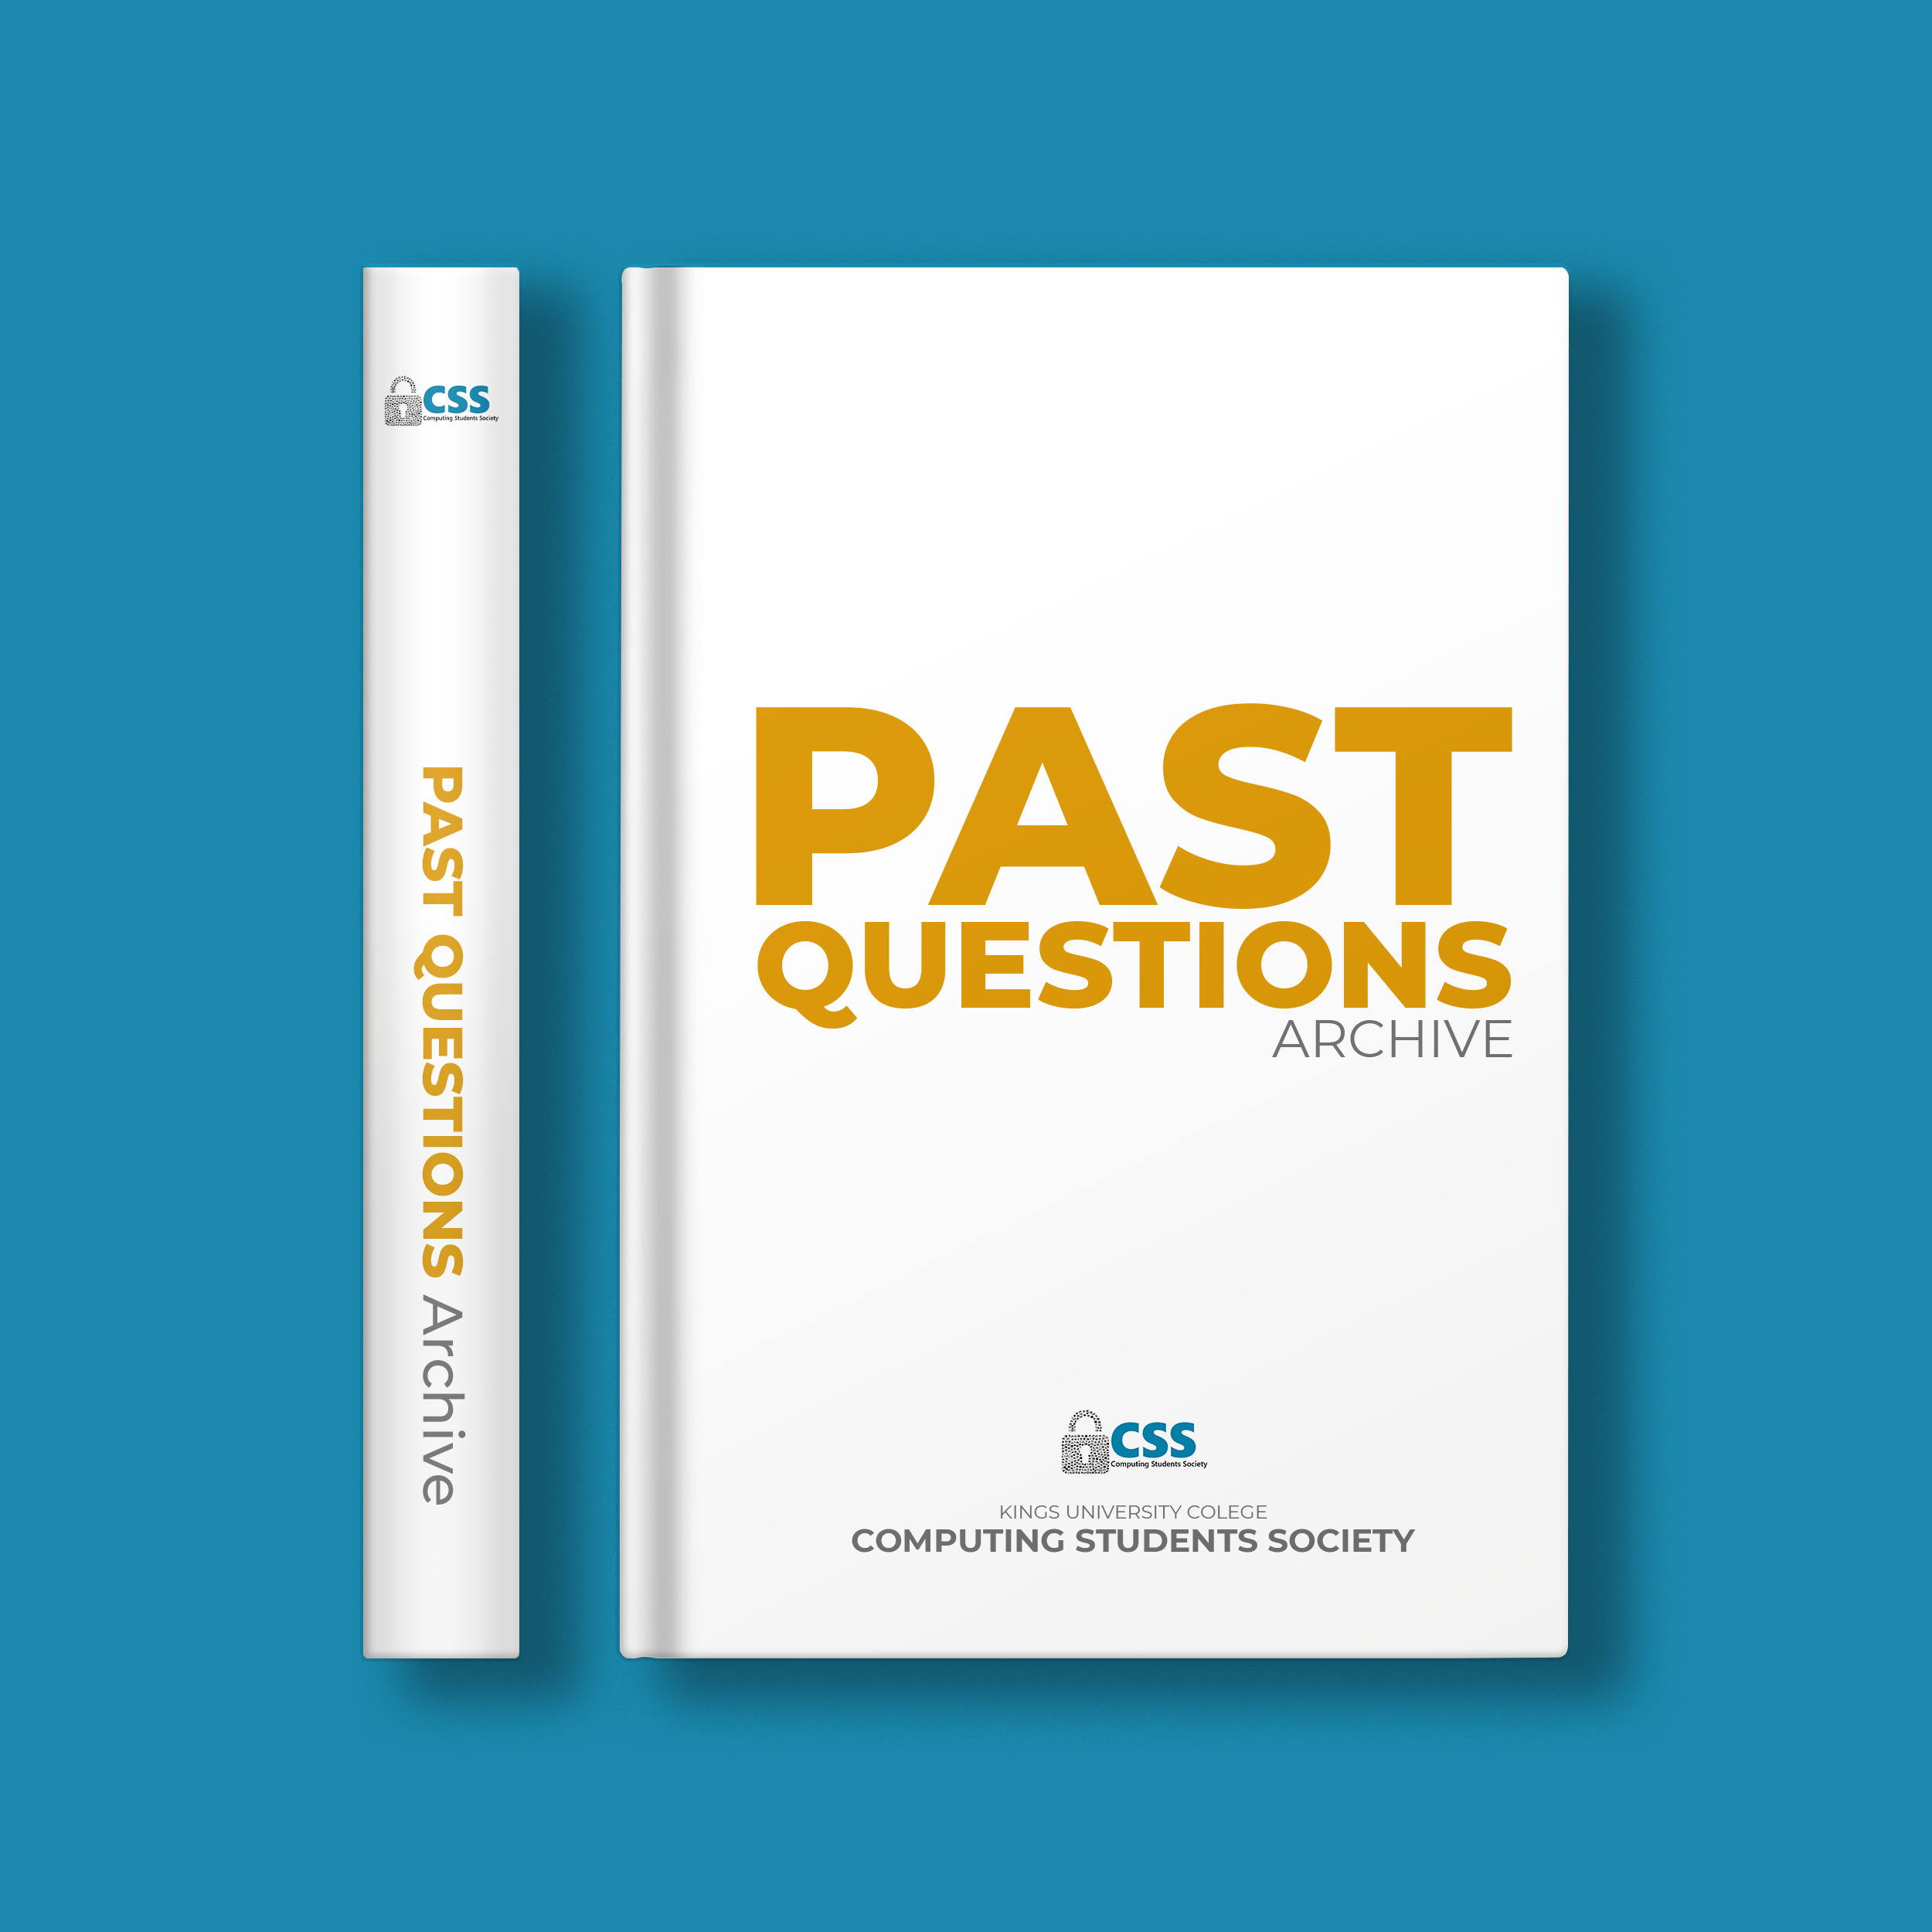 CSS
Computing Students Society
PAST QUESTIONS Archive
PAST
QUESTIONS
ARCHIVE
CSS
Computing Students Society
KINGS UNIVERSITY COLEGE
COMPUTING STUDENTS SOCIETY